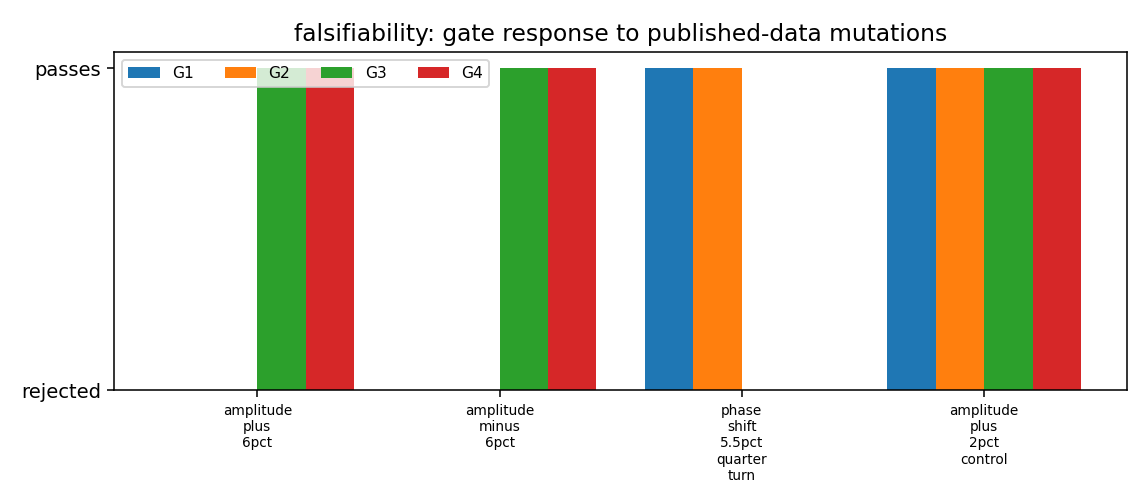 falsifiability: gate response to published-data mutations
passes
G1 G2 G3 G4
rejected
amplitude
plus
6pct
amplitude
minus
6pct
phase
shift
5.5pct
quarter
turn
amplitude
plus
2pct
control